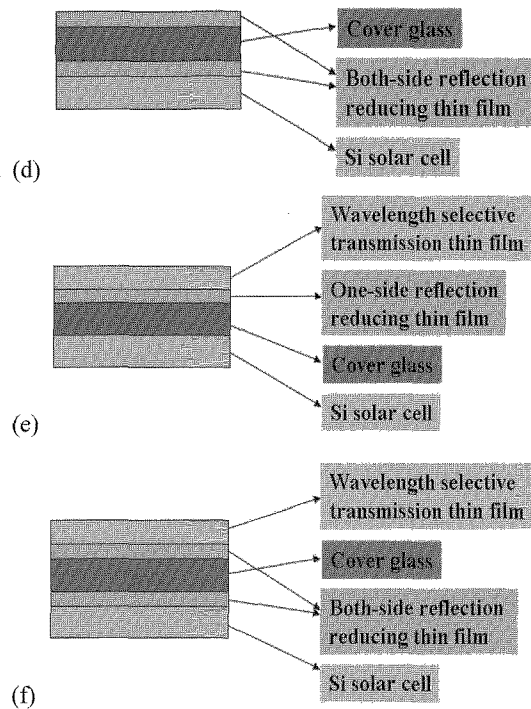 Cover glass
Both-side reflection
reducing thin film
Si solar cell
(d)
Wavelength selective
transmission thin film
One-side reflection
reducing thin film
Cover glass
Si solar cell
(e)
Wavelength selective
transmission thin film
Cover glass
Both-side reflection
reducing thin film
Si solar cell
(f)